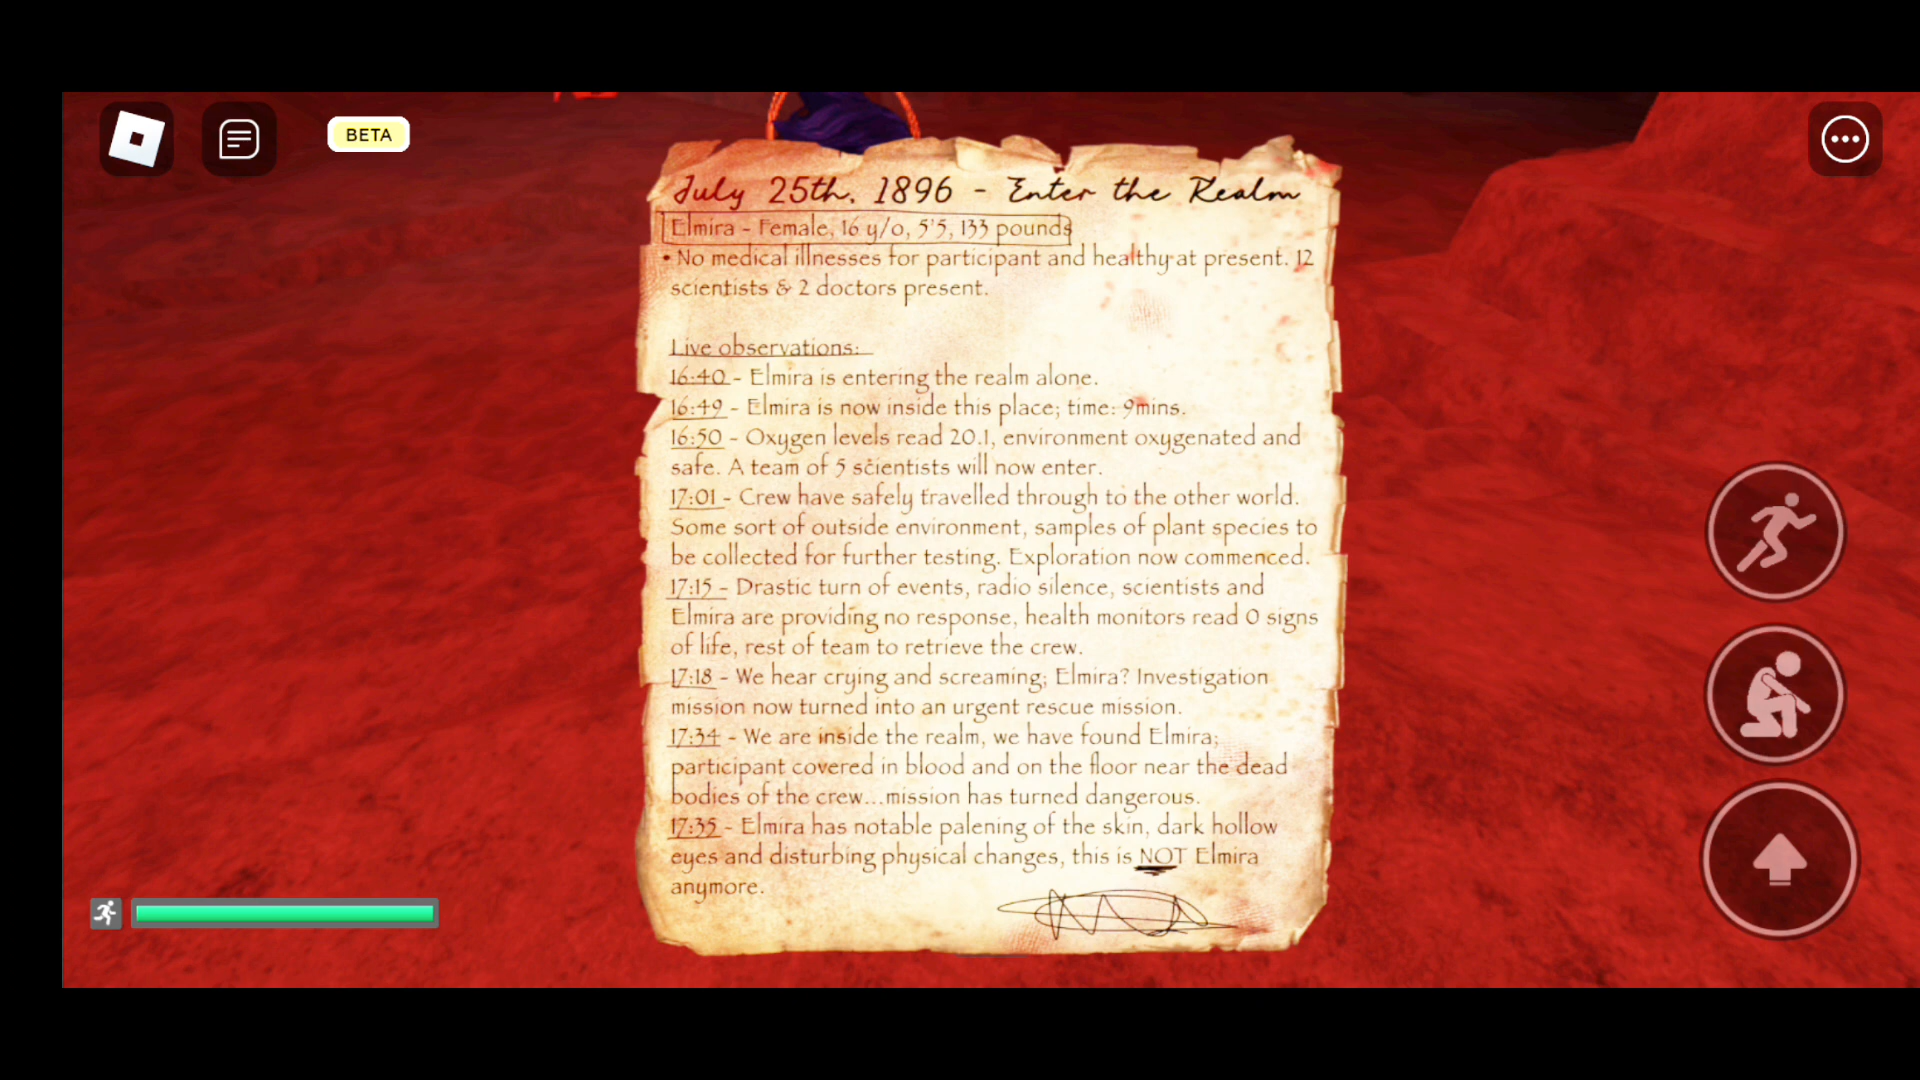 BETA
July 25th, 1896 - Enter the Realm
Elmira - Female, 16 y/o, 5'5, 133 pounds
• No medical illnesses for participant and healthy at present. 12
scientists & 2 doctors present.
Live observations:
16:40 - Elmira is entering the realm alone.
16:49 - Elmira is now inside this place; time: 9mins.
16:50 - Oxygen levels read 20.1, environment oxygenated and
safe. A team of 5 scientists will now enter.
17:01 - Crew have safely travelled through to the other world.
Some sort of outside environment, samples of plant species to
be collected for further testing. Exploration now commenced.
17:15 - Drastic turn of events, radio silence, scientists and
Elmira are providing no response, health monitors read 0 signs
of life, rest of team to retrieve the crew.
17:18 - We hear crying and screaming; Elmira? Investigation
mission now turned into an urgent rescue mission.
17:34 - We are inside the realm, we have found Elmira;
participant covered in blood and on the floor near the dead
bodies of the crew...mission has turned dangerous.
17:35 - Elmira has notable palening of the skin, dark hollow
eyes and disturbing physical changes, this is NOT Elmira
anymore.